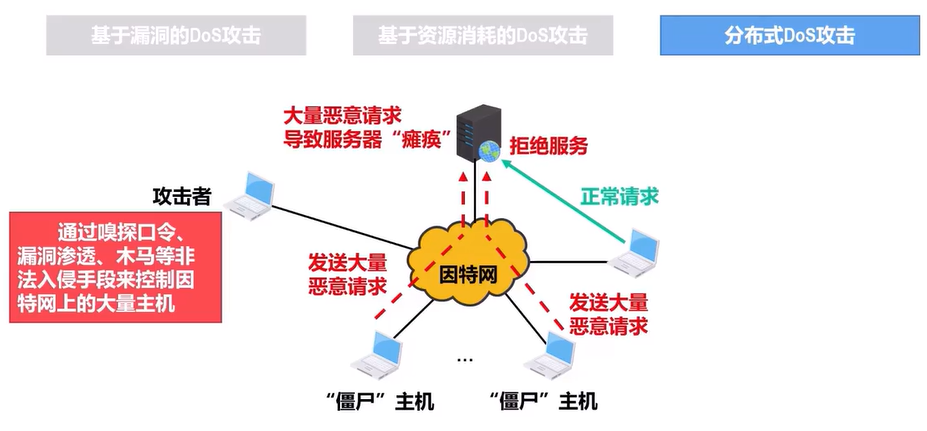 基于漏洞的DoS攻击
基于资源消耗的DoS攻击
分布式DoS攻击
大量恶意请求
导致服务器“瘫痪”
拒绝服务
攻击者
正常请求
通过嗅探口令、
漏洞渗透、木马等非
法入侵手段来控制因
特网上的大量主机
发送大量
恶意请求
因特网
发送大量
恶意请求
...
“僵尸”主机
“僵尸”主机